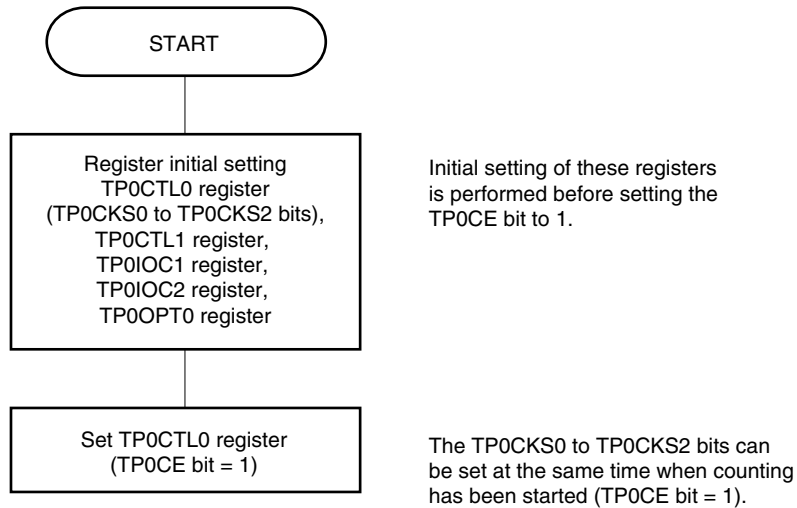 START
Register initial setting
TP0CTL0 register
(TP0CKS0 to TP0CKS2 bits),
TP0CTL1 register,
TP0IOC1 register,
TP0IOC2 register,
TP0OPT0 register
Initial setting of these registers
is performed before setting the
TP0CE bit to 1.
Set TP0CTL0 register
(TP0CE bit = 1)
The TP0CKS0 to TP0CKS2 bits can
be set at the same time when counting
has been started (TP0CE bit = 1).